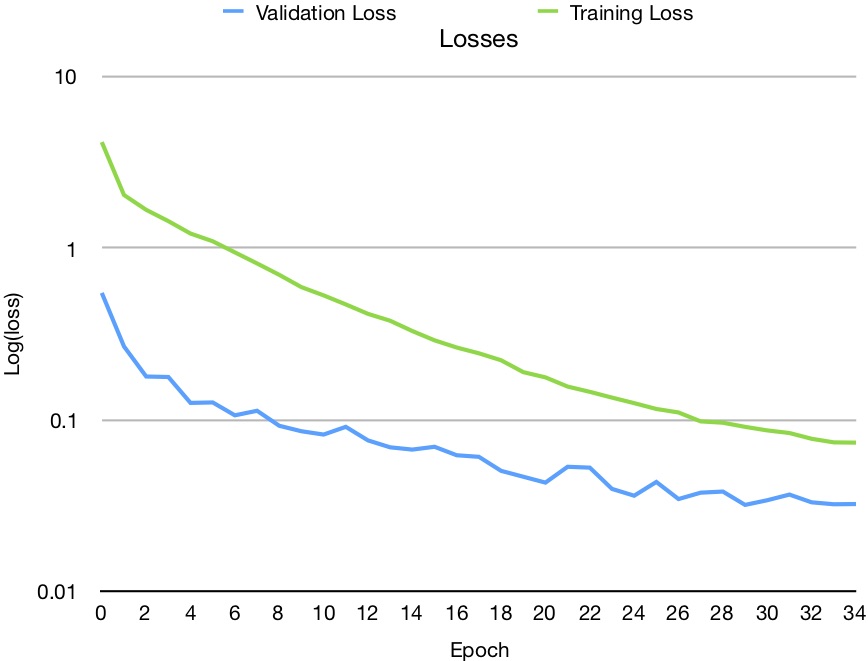 Validation Loss Training Loss
Losses
10
1
0.1
0.01
Log(loss)
0 2 4 6 8 10 12 14 16 18 20 22 24 26 28 30 32 34
Epoch